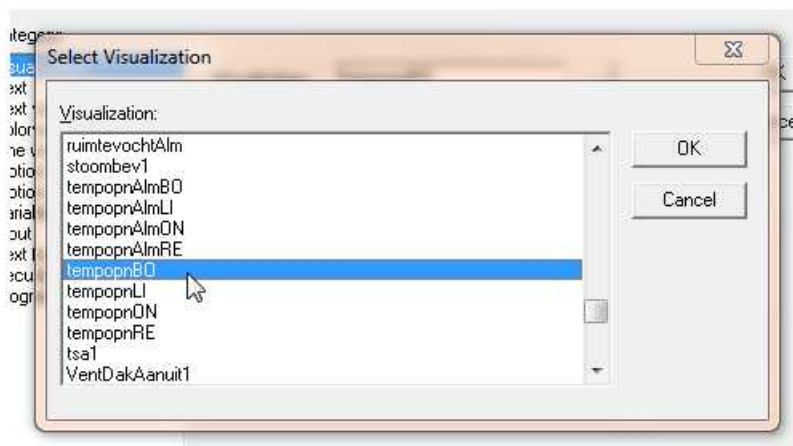 Select Visualization
Visualization:
ruimtevochtAlm
stoombev1
tempopnAlmBO
tempopnAlmLI
tempopnAlmON
tempopnAlmRE
tempopnBO
tempopnLI
tempopnON
tempopnRE
tsa1
VentDakAanuit1
OK
Cancel